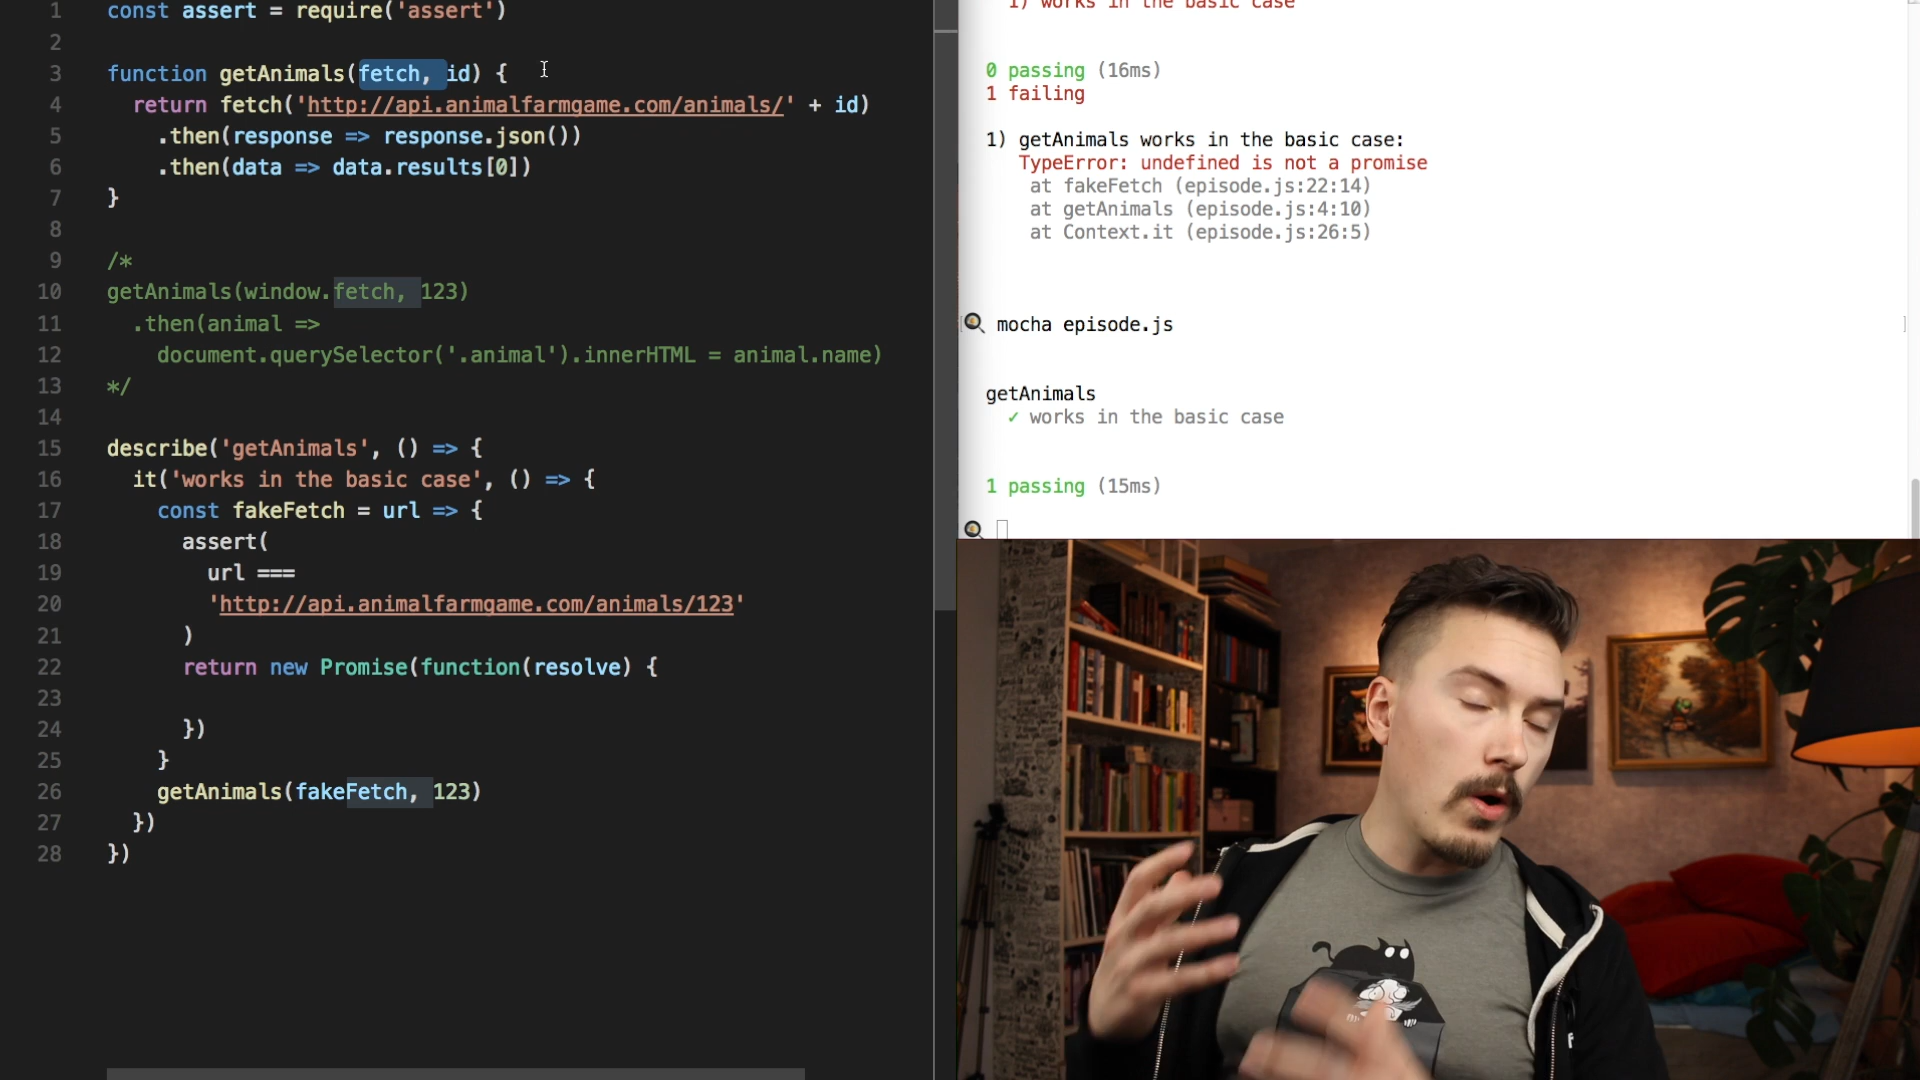 1 const assert = require('assert')
2
3 function getAnimals(fetch, id) {
4 return fetch('http://api.animalfarmgame.com/animals/' + id)
5 .then(response => response.json())
6 .then(data => data.results[0])
7 }
8
9 /*
10 getAnimals(window.fetch, 123)
11 .then(animal =>
12 document.querySelector('.animal').innerHTML = animal.name)
13 */
14
15 describe('getAnimals', () => {
16 it('works in the basic case', () => {
17 const fakeFetch = url => {
18 assert(
19 url ===
20 'http://api.animalfarmgame.com/animals/123'
21 )
22 return new Promise(function(resolve) {
23
24 })
25 }
26 getAnimals(fakeFetch, 123)
27 })
28 })
1) works in the basic case
0 passing (16ms)
1 failing
1) getAnimals works in the basic case:
TypeError: undefined is not a promise
at fakeFetch (episode.js:22:14)
at getAnimals (episode.js:4:10)
at Context.it (episode.js:26:5)
mocha episode.js
getAnimals
✓ works in the basic case
1 passing (15ms)